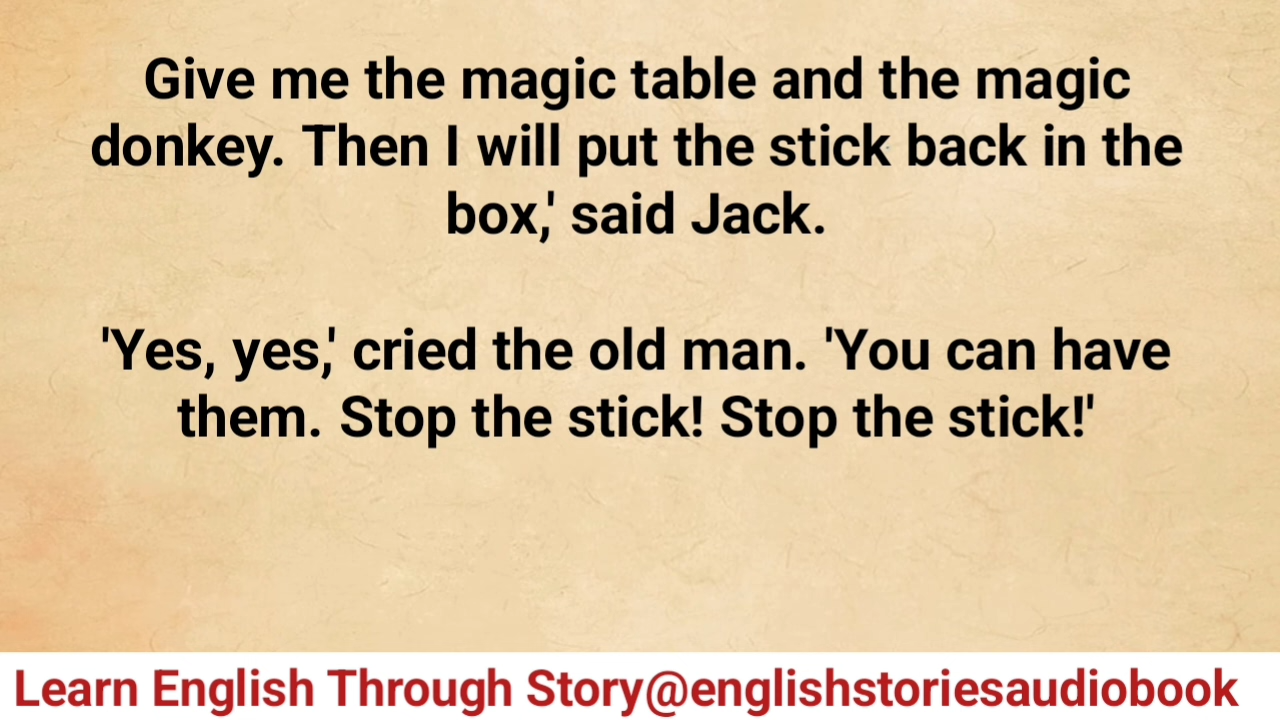 Give me the magic table and the magic
donkey. Then I will put the stick back in the
box,' said Jack.
'Yes, yes,' cried the old man. 'You can have
them. Stop the stick! Stop the stick!'
Learn English Through Story@englishstoriesaudiobook